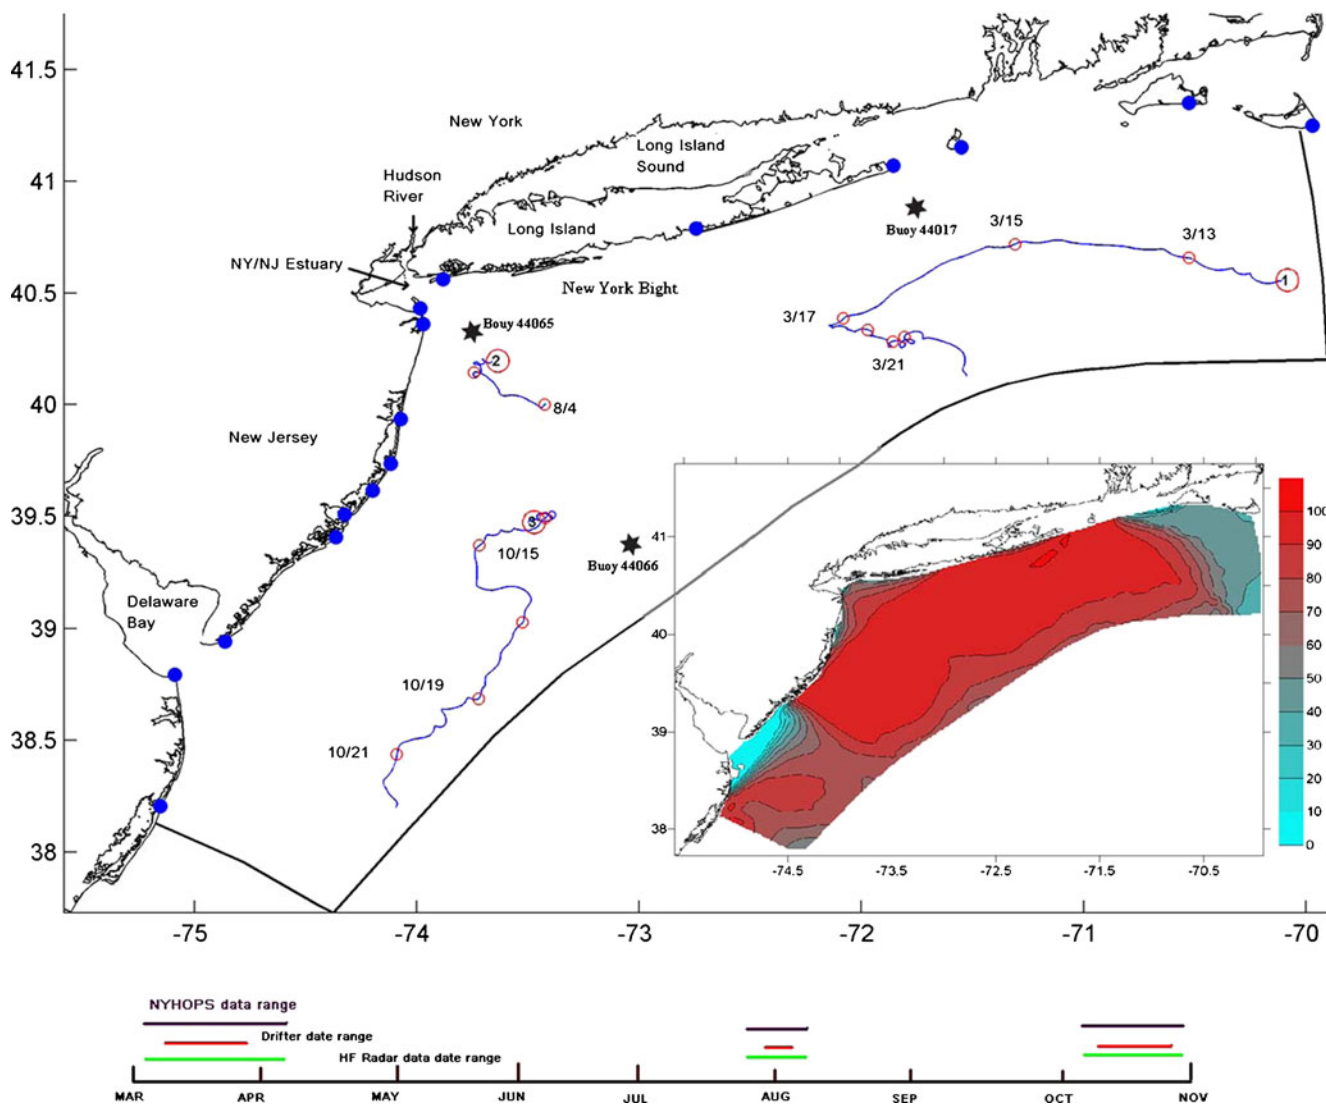 41.5
41
40.5
40
39.5
39
38.5
38
-75
-74
-73
-72
-71
-70
New York
Long Island
Sound
Hudson
River
Long Island
NY/NJ Estuary
New York Bight
Buoy 44017
Bouy 44065
Buoy 44066
New Jersey
Delaware
Bay
1
3/13
3/15
3/17
3/21
2
8/4
3
10/15
10/19
10/21
41
40
39
38
-74.5
-73.5
-72.5
-71.5
-70.5
100
90
80
70
60
50
40
30
20
10
0
NYHOPS data range
Drifter date range
HF Radar data date range
MAR
APR
MAY
JUN
JUL
AUG
SEP
OCT
NOV